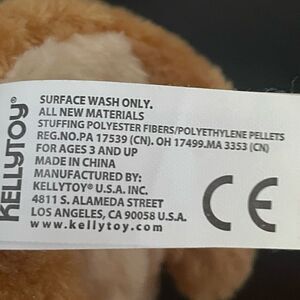 KELLYTOY®
SURFACE WASH ONLY.
ALL NEW MATERIALS
STUFFING POLYESTER FIBERS/POLYETHYLENE PELLETS
REG.NO.PA 17539 (CN). OH 17499.MA 3353 (CN)
FOR AGES 3 AND UP
MADE IN CHINA
MANUFACTURED BY:
KELLYTOY® U.S.A. INC.
4811 S. ALAMEDA STREET
LOS ANGELES, CA 90058 U.S.A.
www.kellytoy.com
CE